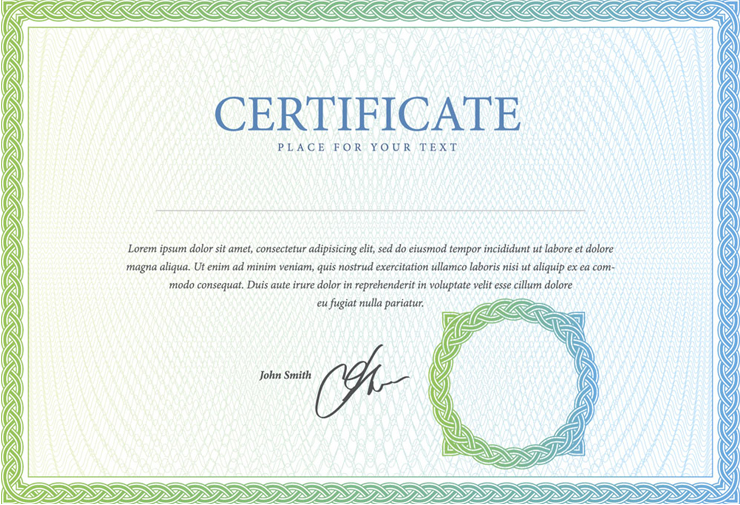 CERTIFICATE
PLACE FOR YOUR TEXT
Lorem ipsum dolor sit amet, consectetur adipisicing elit, sed do eiusmod tempor incididunt ut labore et dolore
magna aliqua. Ut enim ad minim veniam, quis nostrud exercitation ullamco laboris nisi ut aliquip ex ea com-
modo consequat. Duis aute irure dolor in reprehenderit in voluptate velit esse cillum dolore
eu fugiat nulla pariatur.
John Smith